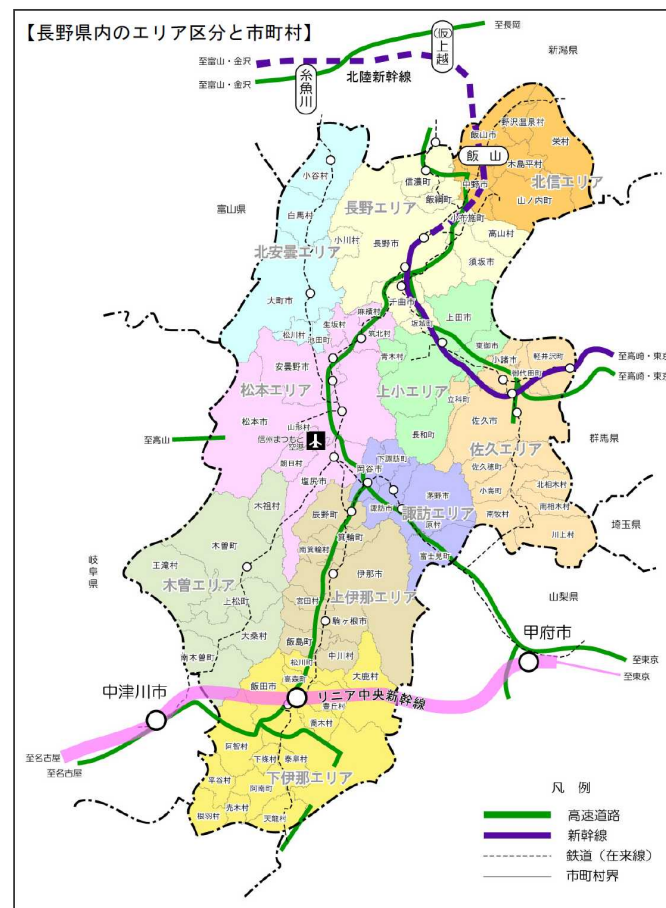 【長野県内のエリア区分と市町村】
至長岡
(仮)上越
新潟県
至富山・金沢
北陸新幹線
至富山・金沢
糸魚川
野沢温泉村
飯山市
栄村
飯山
木島平村
小谷村
信濃町
中野市
北信エリア
飯綱町
山ノ内町
長野エリア
富山県
白馬村
小布施町
小川村
長野市
高山村
北安曇エリア
須坂市
大町市
千曲市
麻績村
上田市
生坂村
坂城町
松川村
池田町
筑北村
東御市
軽井沢町
青木村
小諸市
安曇野市
御代田町
至高崎・東京
至高崎・東京
松本エリア
上小エリア
立科町
松本市
山形村
長和町
佐久市
至高山
信州まつもと空港
佐久エリア
群馬県
下諏訪町
朝日村
岡谷市
佐久穂町
塩尻市
茅野市
小海町
北相木村
木祖村
諏訪市
諏訪エリア
南相木村
辰野町
原村
南牧村
埼玉県
箕輪町
川上村
木曽町
南箕輪村
富士見町
王滝村
伊那市
岐阜県
木曽エリア
上伊那エリア
山梨県
上松町
宮田村
駒ヶ根市
大桑村
飯島町
甲府市
南木曽町
中川村
松川町
大鹿村
至東京
中津川市
飯田市
高森町
至東京
リニア中央新幹線
豊丘村
喬木村
至名古屋
阿智村
至名古屋
下條村
泰阜村
下伊那エリア
平谷村
阿南町
売木村
根羽村
天龍村
凡例
高速道路
新幹線
鉄道（在来線）
市町村界